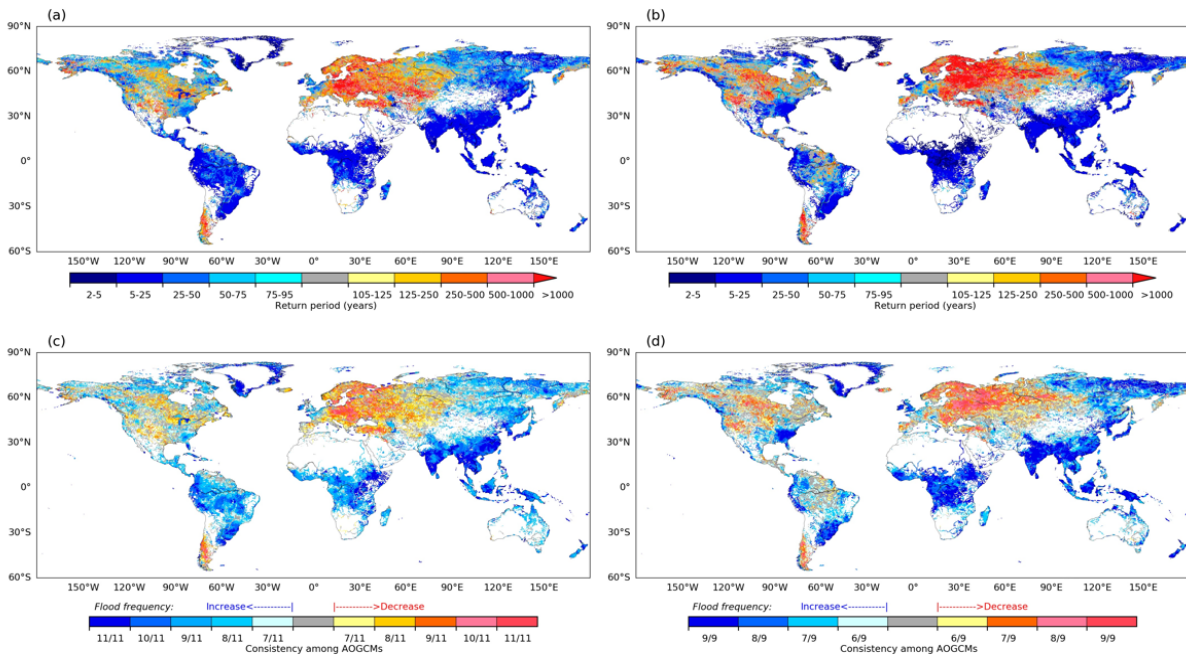 (a)
(b)
90°N
60°N
30°N
0°
30°S
60°S
90°N
60°N
30°N
0°
30°S
60°S
150°W 120°W 90°W 60°W 30°W 0° 30°E 60°E 90°E 120°E 150°E
150°W 120°W 90°W 60°W 30°W 0° 30°E 60°E 90°E 120°E 150°E
2-5 5-25 25-50 50-75 75-95 105-125 125-250 250-500 500-1000 >1000
Return period (years)
2-5 5-25 25-50 50-75 75-95 105-125 125-250 250-500 500-1000 >1000
Return period (years)
(c)
(d)
90°N
60°N
30°N
0°
30°S
60°S
90°N
60°N
30°N
0°
30°S
60°S
150°W 120°W 90°W 60°W 30°W 0° 30°E 60°E 90°E 120°E 150°E
150°W 120°W 90°W 60°W 30°W 0° 30°E 60°E 90°E 120°E 150°E
Flood frequency: Increase<-----------| |----------->Decrease
11/11 10/11 9/11 8/11 7/11 7/11 8/11 9/11 10/11 11/11
Consistency among AOGCMs
Flood frequency: Increase<-----------| |----------->Decrease
9/9 8/9 7/9 6/9 6/9 7/9 8/9 9/9
Consistency among AOGCMs